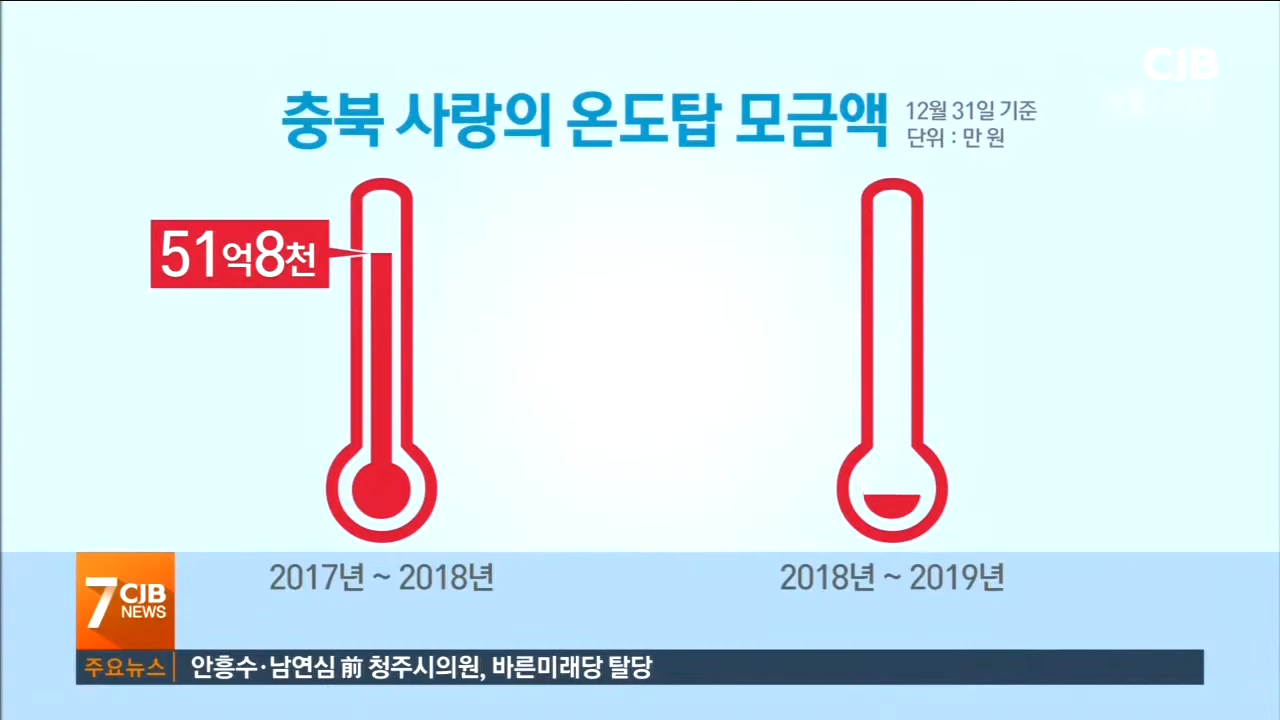 CJB
충북 사랑의 온도탑 모금액
12월 31일 기준
단위 : 만 원
51억8천
2017년 ~ 2018년
2018년 ~ 2019년
7 CJB
NEWS
주요뉴스
안흥수·남연심 前 청주시의원, 바른미래당 탈당